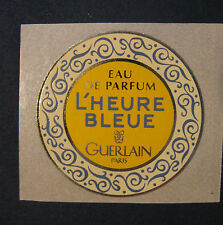 EAU
DE PARFUM
L'HEURE
BLEUE
GUERLAIN
PARIS